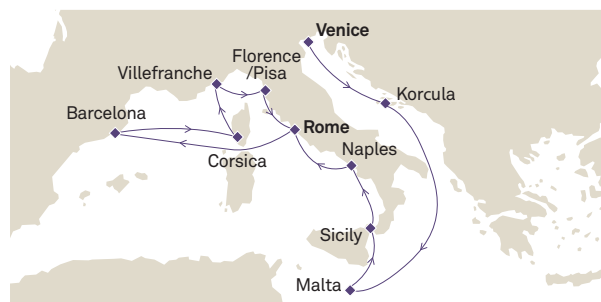 Venice
Florence
/Pisa
Villefranche
Korcula
Barcelona
Rome
Corsica
Naples
Sicily
Malta